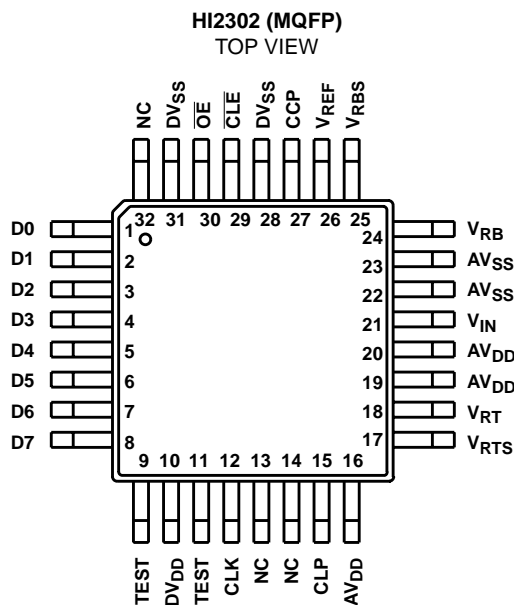 HI2302 (MQFP)
TOP VIEW
NC
DVSS
OE
CLE
DVSS
CCP
VREF
VRBS
32 31 30 29 28 27 26 25
D0 1 24 VRB
D1 2 23 AVSS
D2 3 22 AVSS
D3 4 21 VIN
D4 5 20 AVDD
D5 6 19 AVDD
D6 7 18 VRT
D7 8 17 VRTS
9 10 11 12 13 14 15 16
TEST
DVDD
TEST
CLK
NC
NC
CLP
AVDD